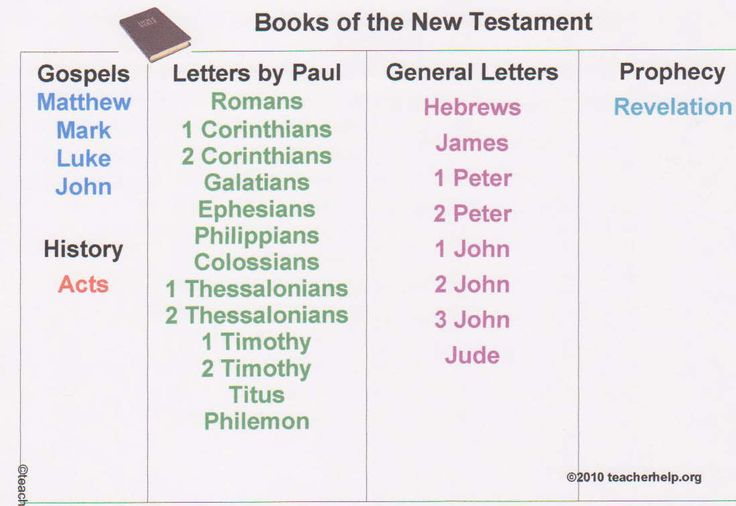 Books of the New Testament
Gospels
Matthew
Mark
Luke
John
History
Acts
Letters by Paul
Romans
1 Corinthians
2 Corinthians
Galatians
Ephesians
Philippians
Colossians
1 Thessalonians
2 Thessalonians
1 Timothy
2 Timothy
Titus
Philemon
General Letters
Hebrews
James
1 Peter
2 Peter
1 John
2 John
3 John
Jude
Prophecy
Revelation
©2010 teacherhelp.org
©teach